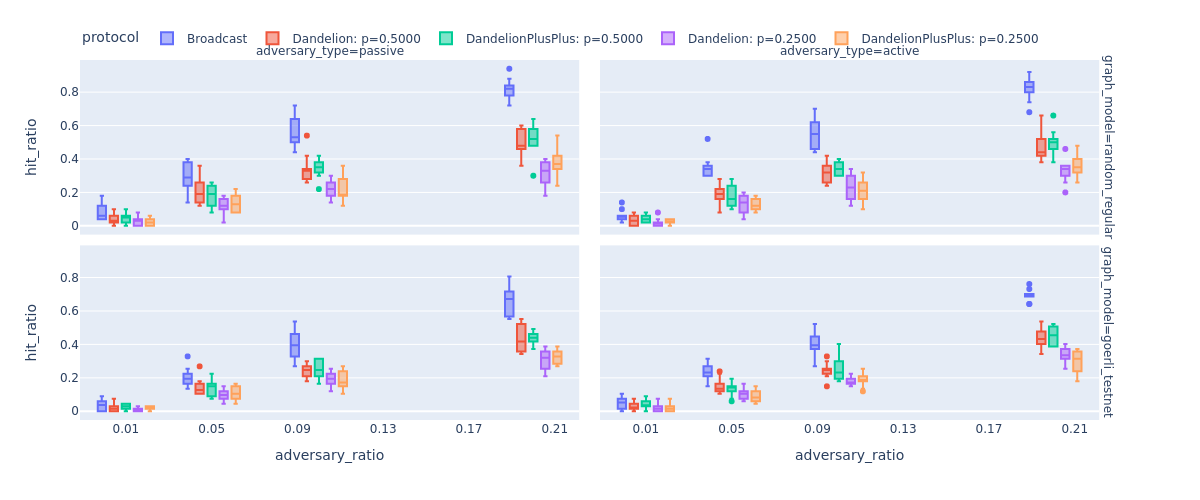 protocol
Broadcast
Dandelion: p=0.5000
DandelionPlusPlus: p=0.5000
Dandelion: p=0.2500
DandelionPlusPlus: p=0.2500
adversary_type=passive
adversary_type=active
hit_ratio
0.8
0.6
0.4
0.2
0
graph_model=random_regular
hit_ratio
0.8
0.6
0.4
0.2
0
graph_model=goerli_testnet
0.01
0.05
0.09
0.13
0.17
0.21
0.01
0.05
0.09
0.13
0.17
0.21
adversary_ratio
adversary_ratio